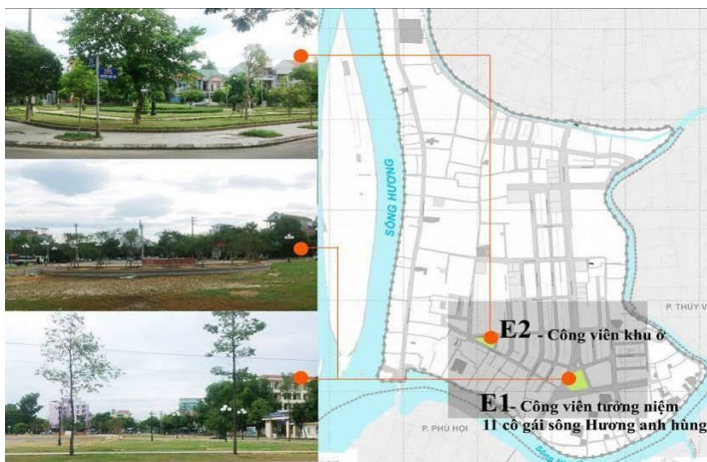 SÔNG HƯƠNG
P. THỦY V
E2 - Công viên khu ở
E1- Công viên tưởng niệm
11 cô gái sông Hương anh hùng
P. PHÚ HỘI